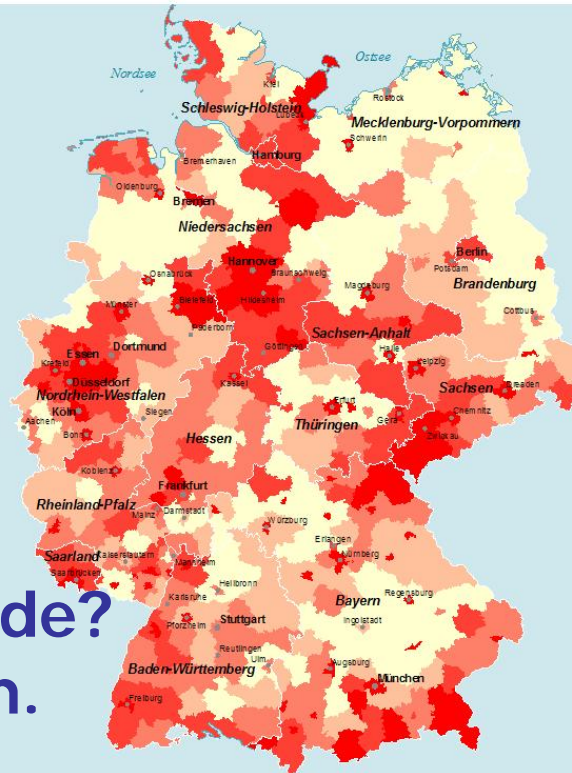 Nordsee
Ostsee
Kiel
Rostock
Schleswig-Holstein
Lübeck
Mecklenburg-Vorpommern
Schwerin
Bremerhaven
Hamburg
Oldenburg
Bremen
Niedersachsen
Berlin
Hannover
Braunschweig
Potsdam
Osnabrück
Magdeburg
Brandenburg
Bielefeld
Hildesheim
Münster
Cottbus
Paderborn
Sachsen-Anhalt
Göttingen
Dortmund
Essen
Halle
Krefeld
Leipzig
Düsseldorf
Kassel
Sachsen
Dresden
Nordrhein-Westfalen
Erfurt
Köln
Siegen
Thüringen
Gera
Chemnitz
Aachen
Zwickau
Bonn
Hessen
Koblenz
Frankfurt
Rheinland-Pfalz
Mainz
Darmstadt
Würzburg
Erlangen
Saarland
Kaiserslautern
Mannheim
Nürnberg
Saarbrücken
Heilbronn
Regensburg
Karlsruhe
Bayern
de?
Pforzheim
Stuttgart
Ingolstadt
Reutlingen
Ulm
Augsburg
Baden-Württemberg
München
n.
Freiburg